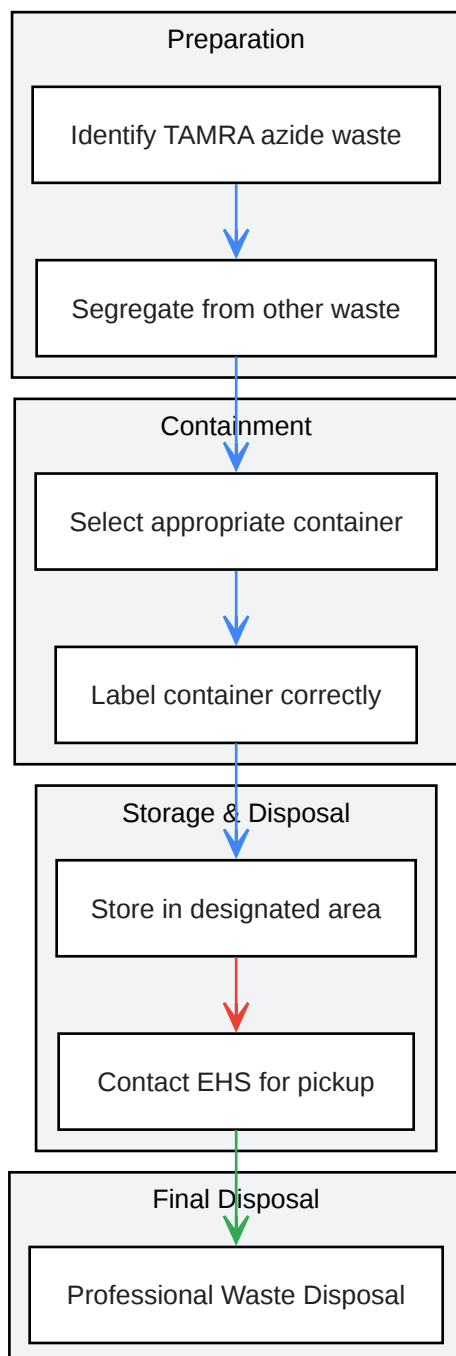 Preparation
Identify TAMRA azide waste
Segregate from other waste
Containment
Select appropriate container
Label container correctly
Storage & Disposal
Store in designated area
Contact EHS for pickup
Final Disposal
Professional Waste Disposal